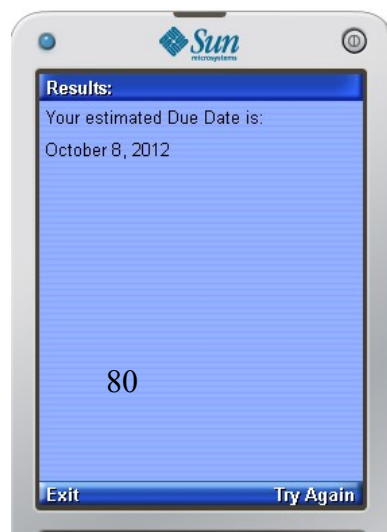 Sun
microsystems
Results:
Your estimated Due Date is:
October 8, 2012
80
Exit Try Again